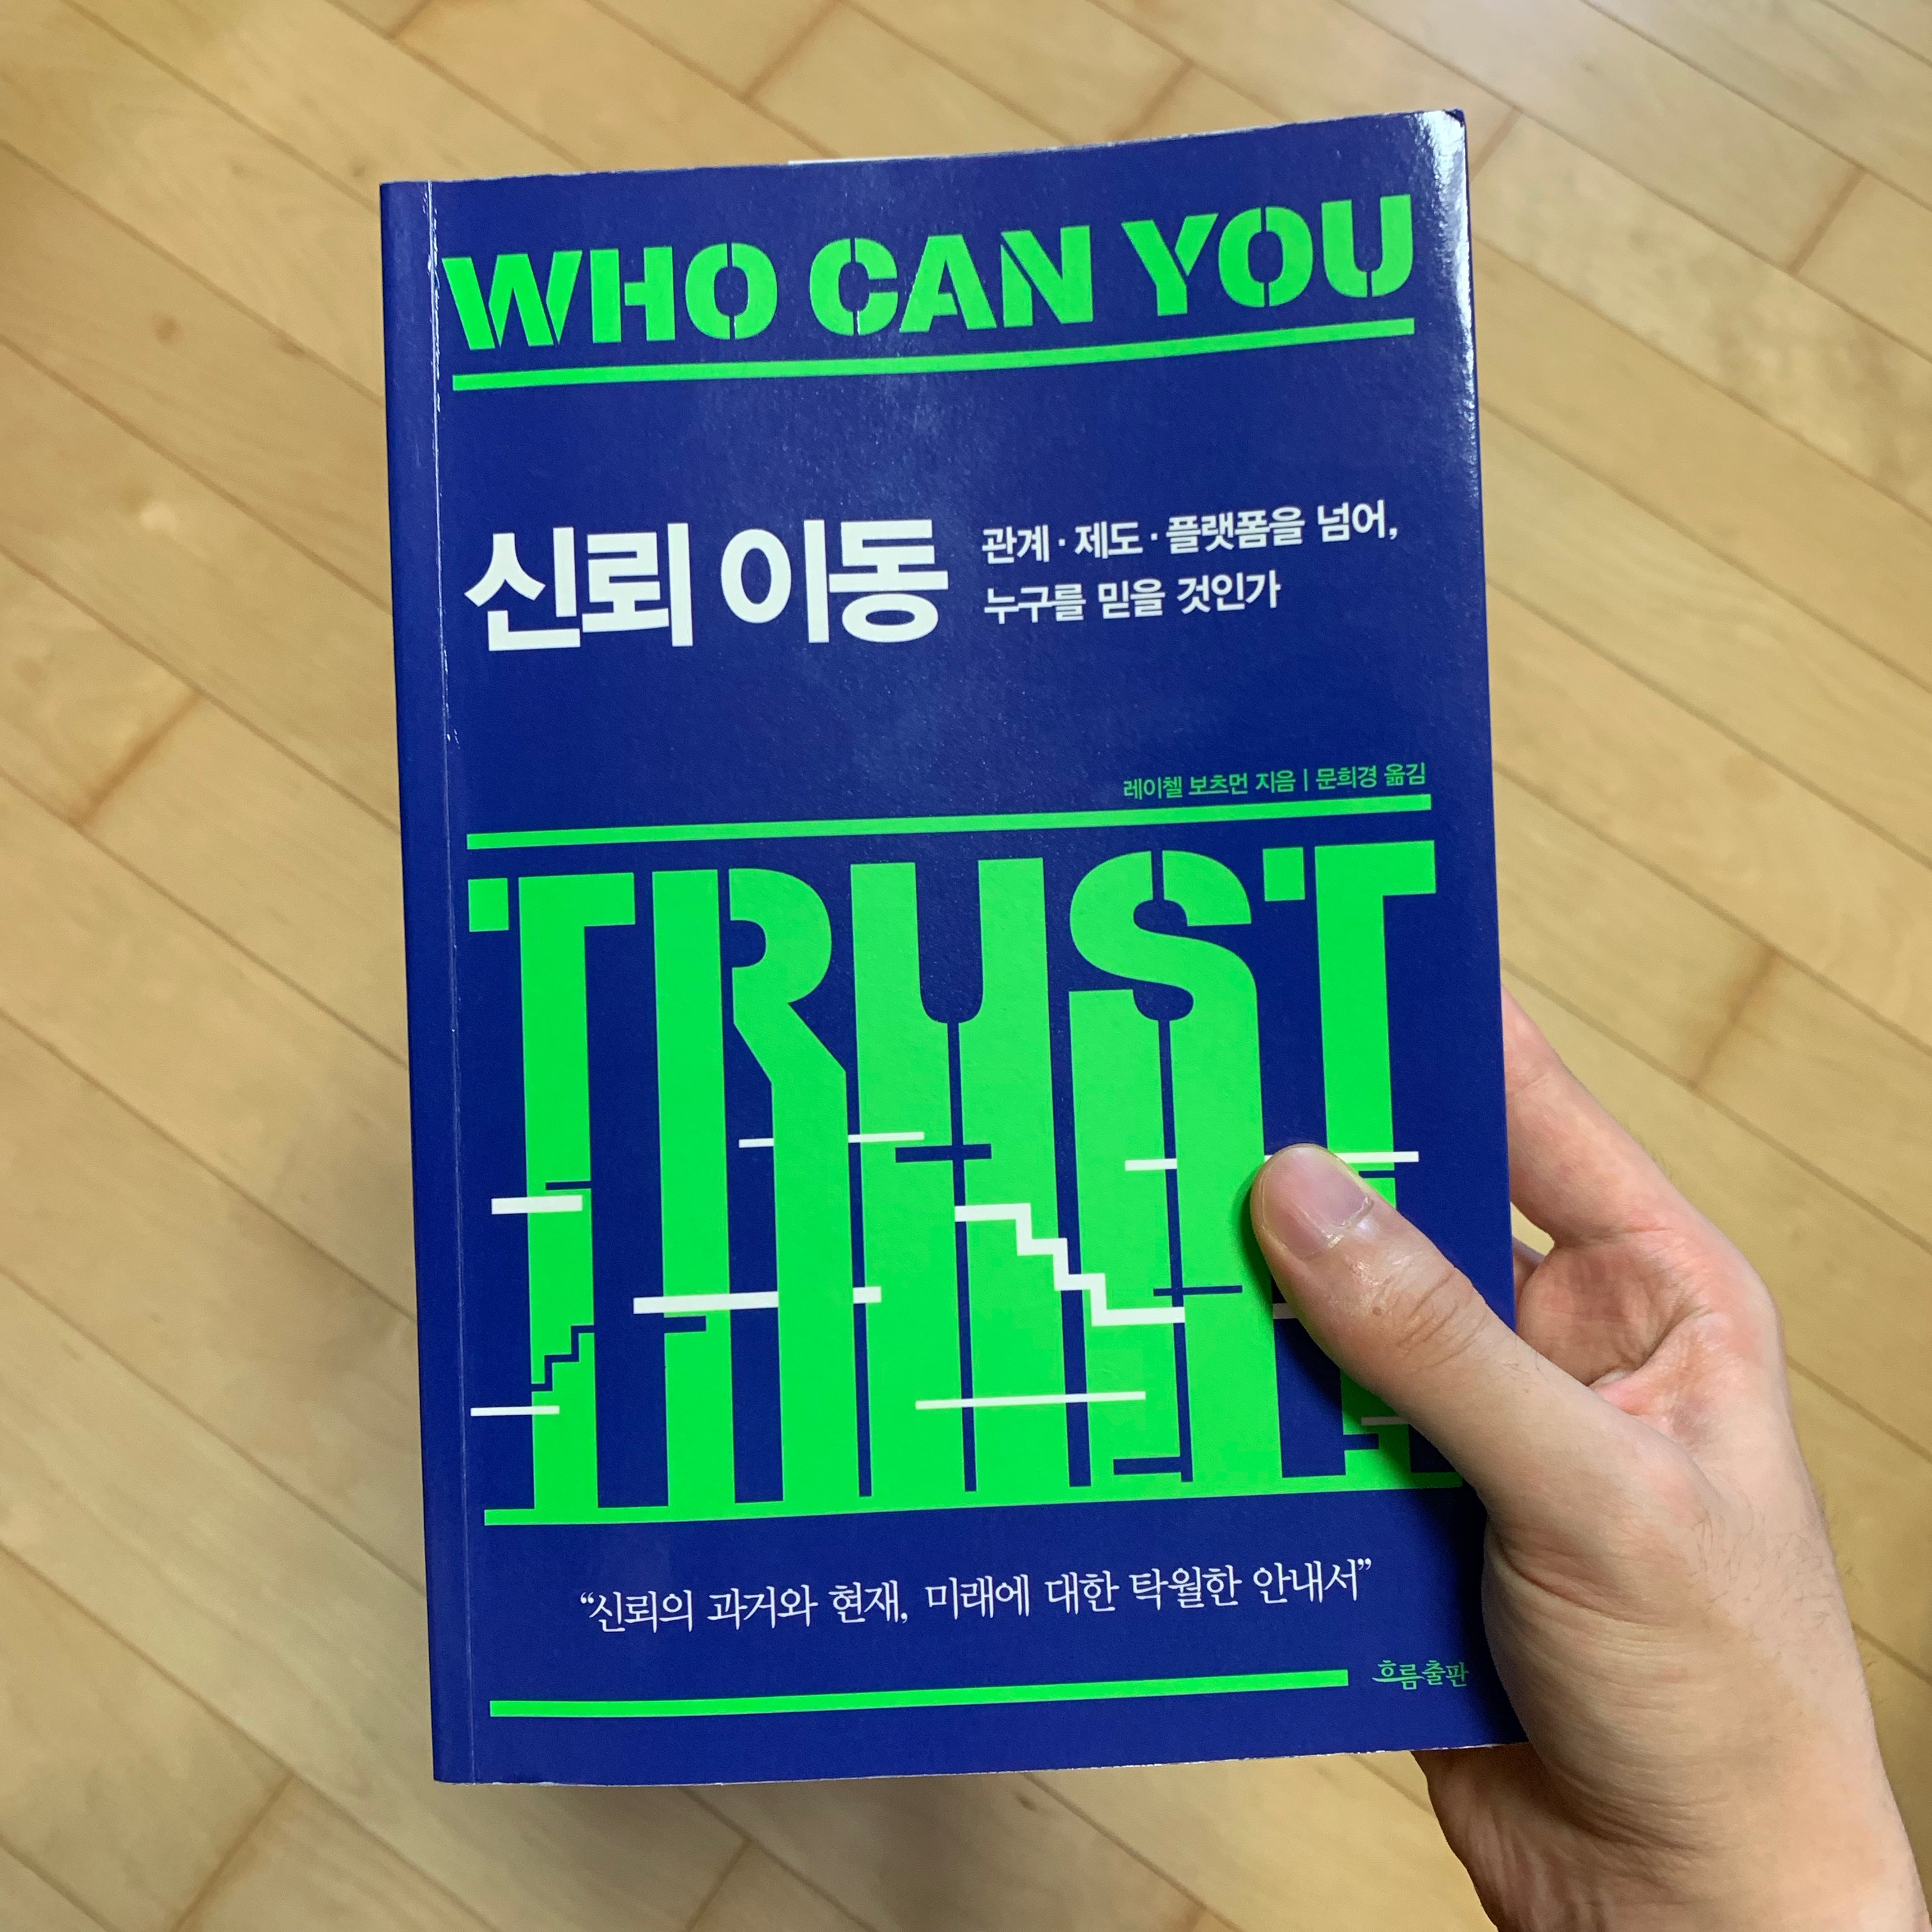 WHO CAN YOU
신뢰 이동
관계·제도·플랫폼을 넘어,
누구를 믿을 것인가
레이첼 보츠먼 지음 | 문희경 옮김
TRUST
“신뢰의 과거와 현재, 미래에 대한 탁월한 안내서”
흐름출판